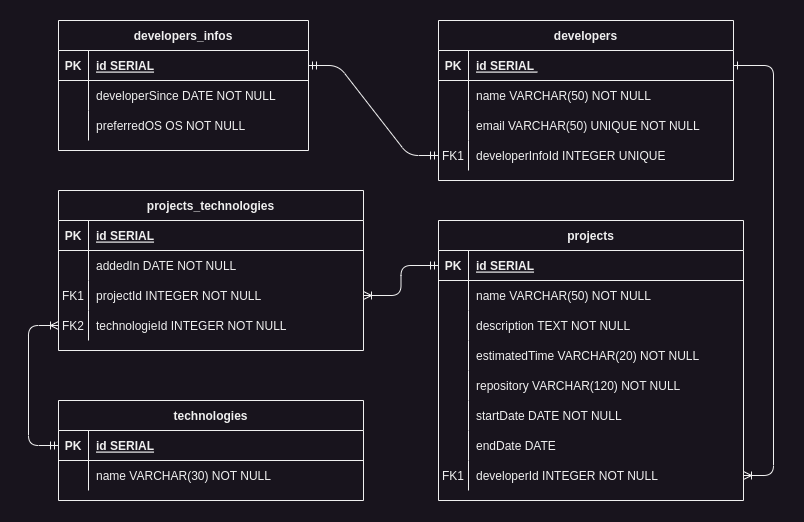 developers_infos
PK id SERIAL
developerSince DATE NOT NULL
preferredOS OS NOT NULL
developers
PK id SERIAL
name VARCHAR(50) NOT NULL
email VARCHAR(50) UNIQUE NOT NULL
FK1 developerInfoId INTEGER UNIQUE
projects_technologies
PK id SERIAL
addedIn DATE NOT NULL
FK1 projectId INTEGER NOT NULL
FK2 technologieId INTEGER NOT NULL
projects
PK id SERIAL
name VARCHAR(50) NOT NULL
description TEXT NOT NULL
estimatedTime VARCHAR(20) NOT NULL
repository VARCHAR(120) NOT NULL
startDate DATE NOT NULL
endDate DATE
FK1 developerId INTEGER NOT NULL
technologies
PK id SERIAL
name VARCHAR(30) NOT NULL